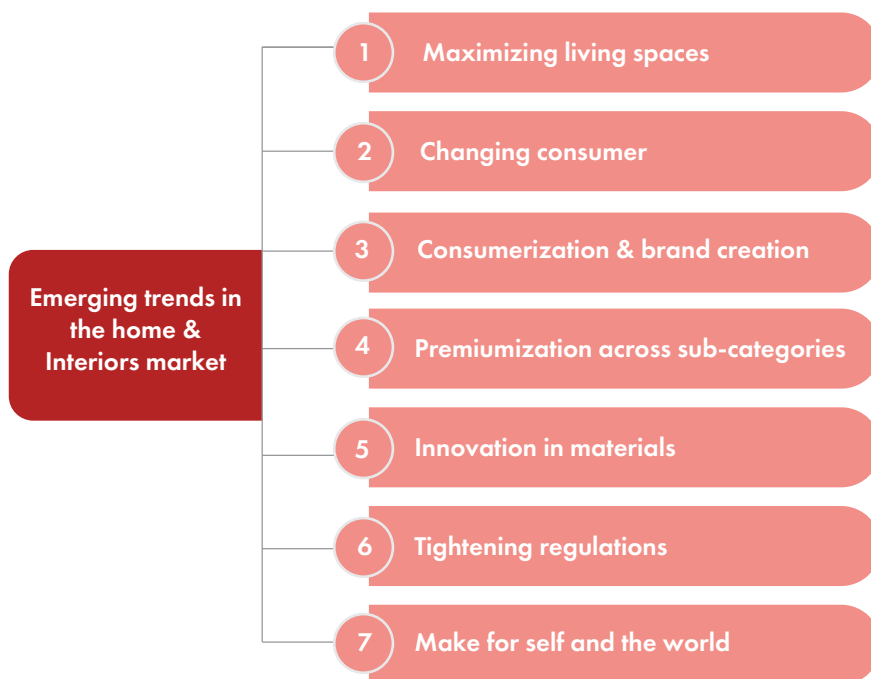 Emerging trends in
the home &
Interiors market
1 Maximizing living spaces
2 Changing consumer
3 Consumerization & brand creation
4 Premiumization across sub-categories
5 Innovation in materials
6 Tightening regulations
7 Make for self and the world